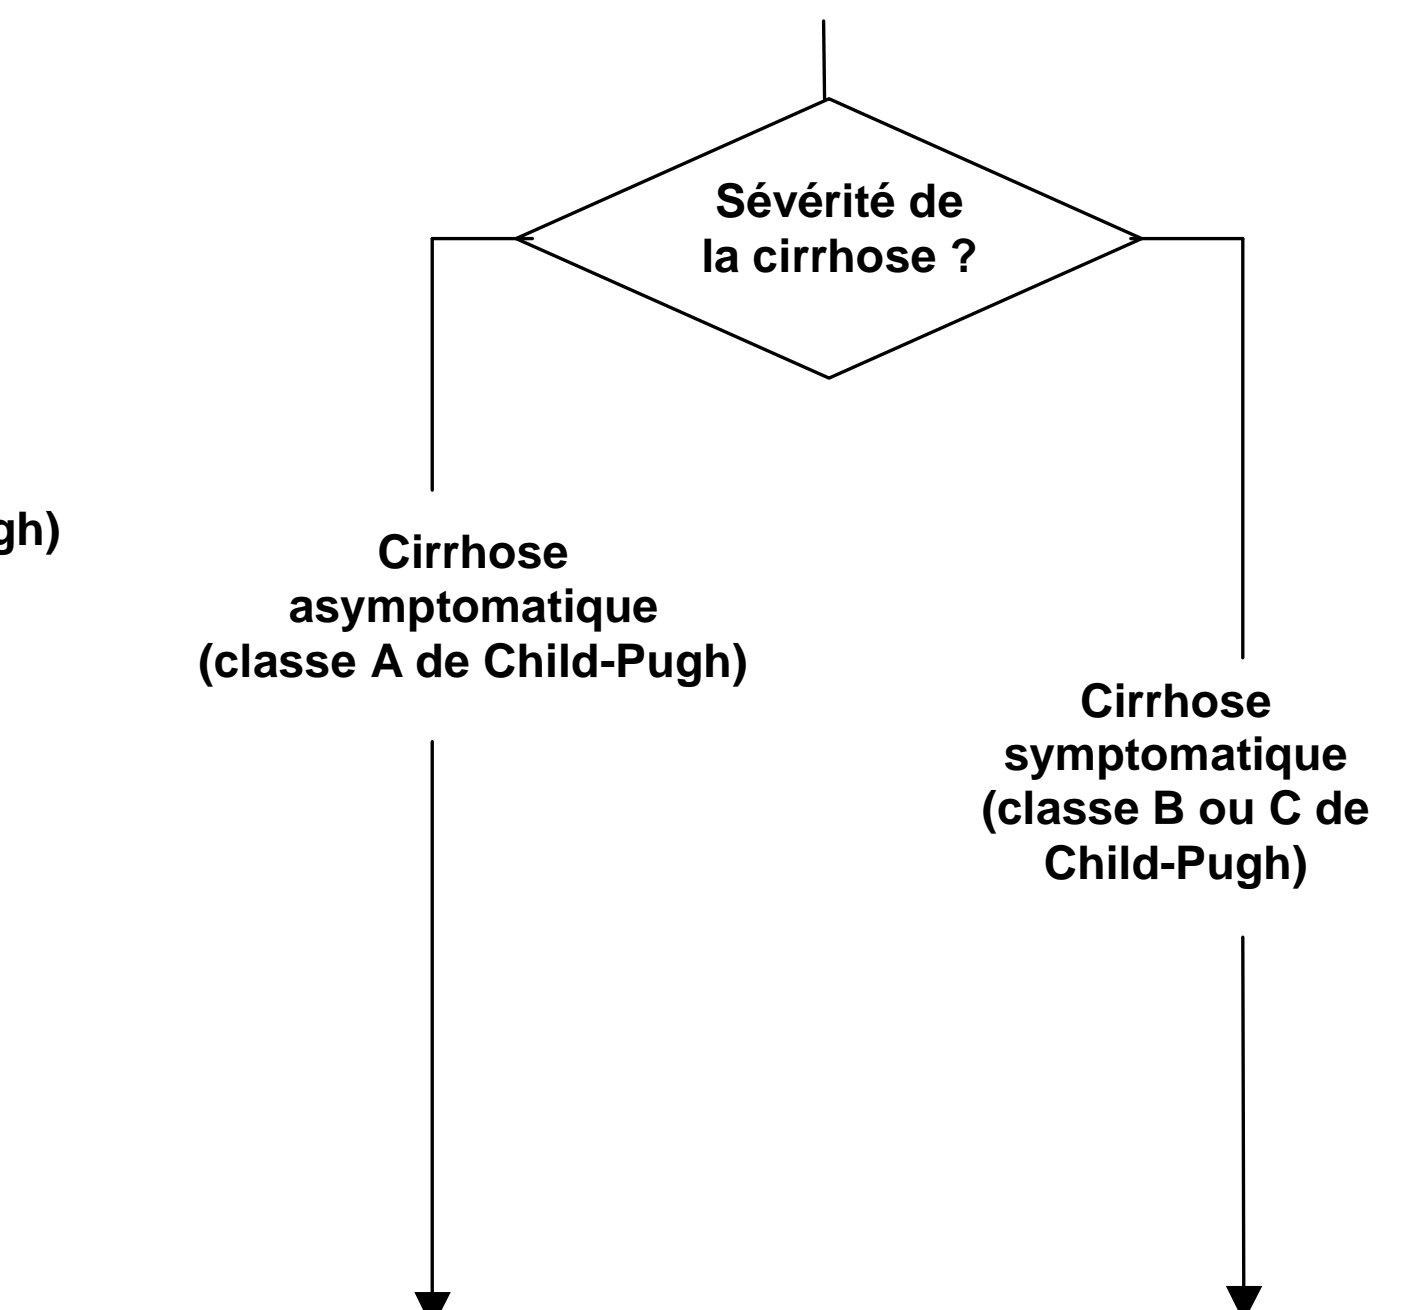 Sévérité de
la cirrhose ?
gh)
Cirrhose
asymptomatique
(classe A de Child-Pugh)
Cirrhose
symptomatique
(classe B ou C de
Child-Pugh)